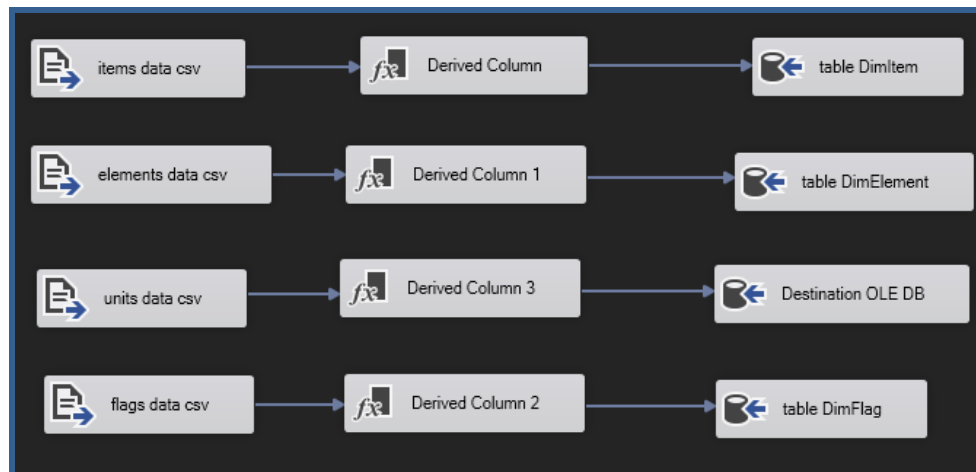 items data csv
Derived Column
table DimItem
elements data csv
Derived Column 1
table DimElement
units data csv
Derived Column 3
Destination OLE DB
flags data csv
Derived Column 2
table DimFlag